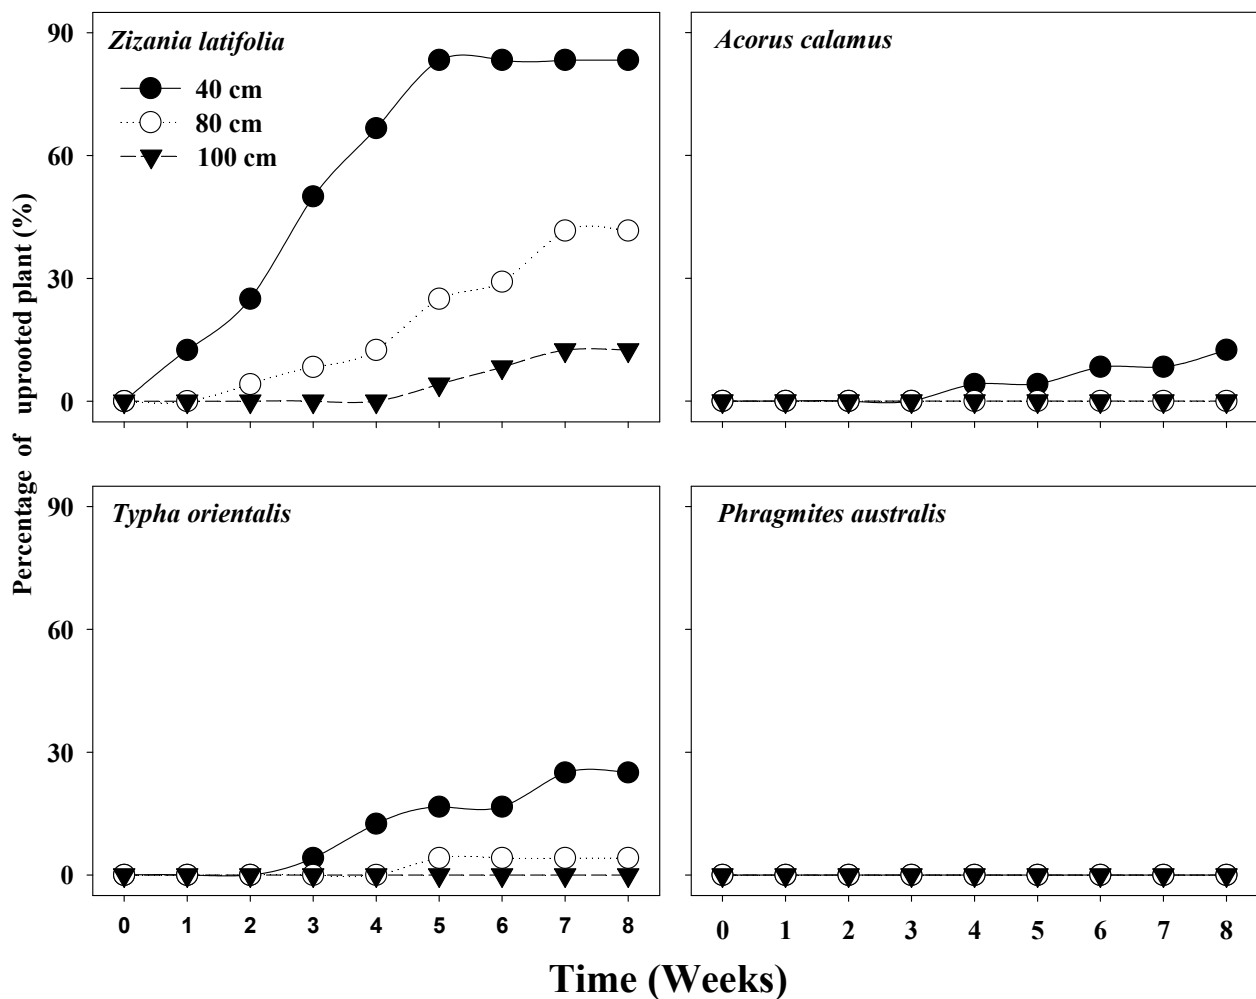 Zizania latifolia
40 cm
80 cm
100 cm
Acorus calamus
90
60
30
0
Percentage of uprooted plant (%)
Typha orientalis
Phragmites australis
90
60
30
0
0 1 2 3 4 5 6 7 8
0 1 2 3 4 5 6 7 8
Time (Weeks)